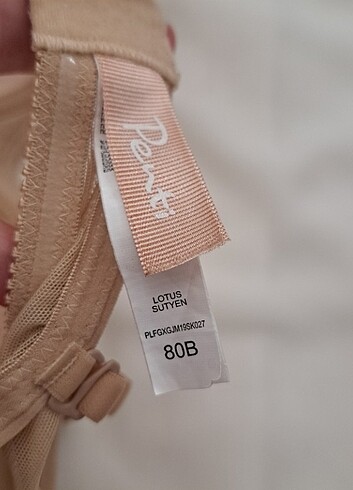 Penti
LOTUS
SUTYEN
PLFGXGJM19SK027
80B